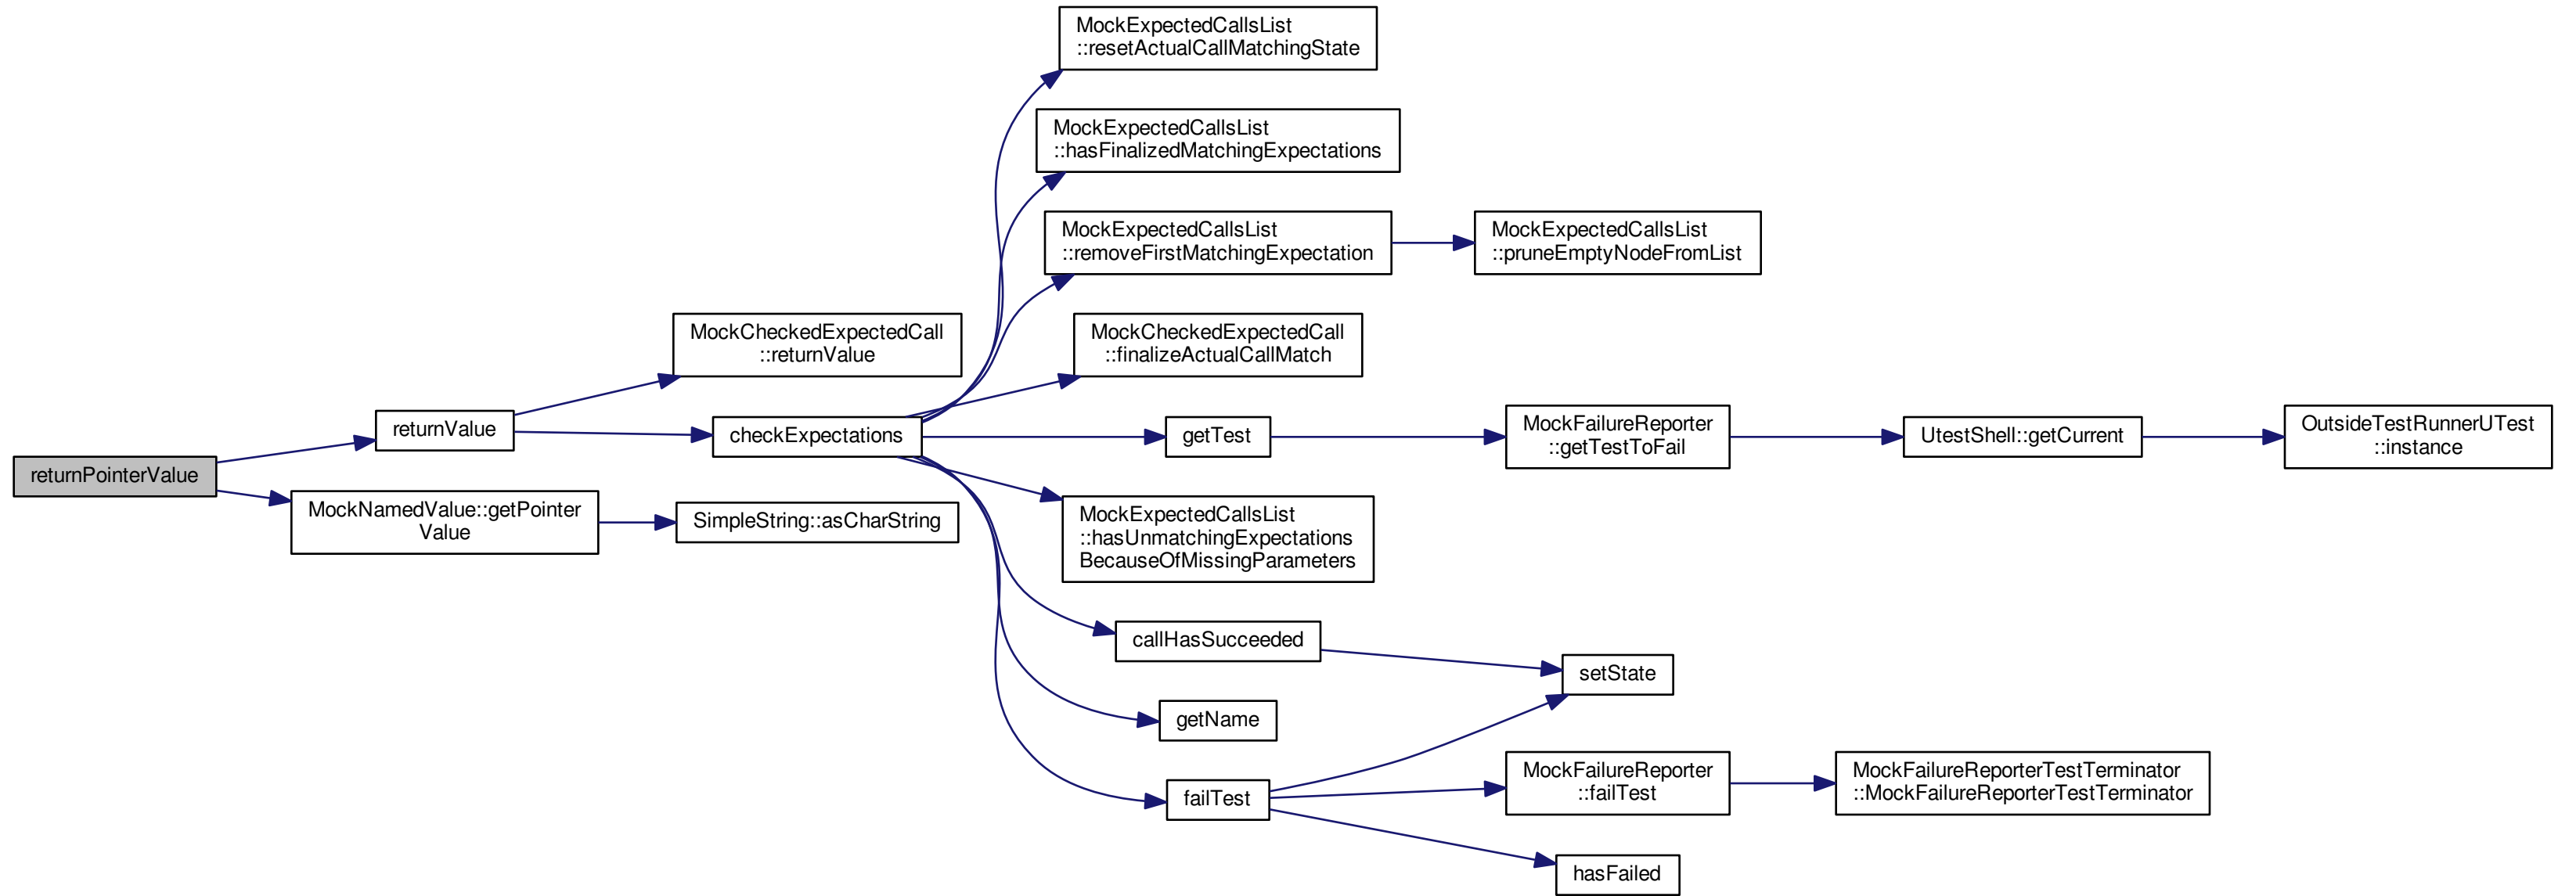 MockExpectedCallsList
::resetActualCallMatchingState
MockExpectedCallsList
::hasFinalizedMatchingExpectations
MockExpectedCallsList
::removeFirstMatchingExpectation
MockExpectedCallsList
::pruneEmptyNodeFromList
MockCheckedExpectedCall
::returnValue
MockCheckedExpectedCall
::finalizeActualCallMatch
returnValue
checkExpectations
getTest
MockFailureReporter
::getTestToFail
UtestShell::getCurrent
OutsideTestRunnerUTest
::instance
returnPointerValue
MockNamedValue::getPointer
Value
SimpleString::asCharString
MockExpectedCallsList
::hasUnmatchingExpectations
BecauseOfMissingParameters
callHasSucceeded
setState
getName
failTest
MockFailureReporter
::failTest
MockFailureReporterTestTerminator
::MockFailureReporterTestTerminator
hasFailed